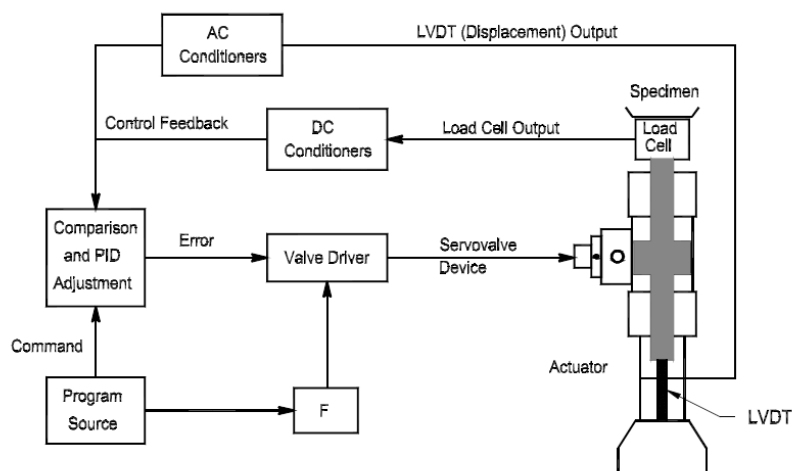 AC
Conditioners
LVDT (Displacement) Output
Specimen
Control Feedback
DC
Conditioners
Load Cell Output
Load
Cell
Comparison
and PID
Adjustment
Error
Valve Driver
Servovalve
Device
Command
Actuator
Program
Source
F
LVDT